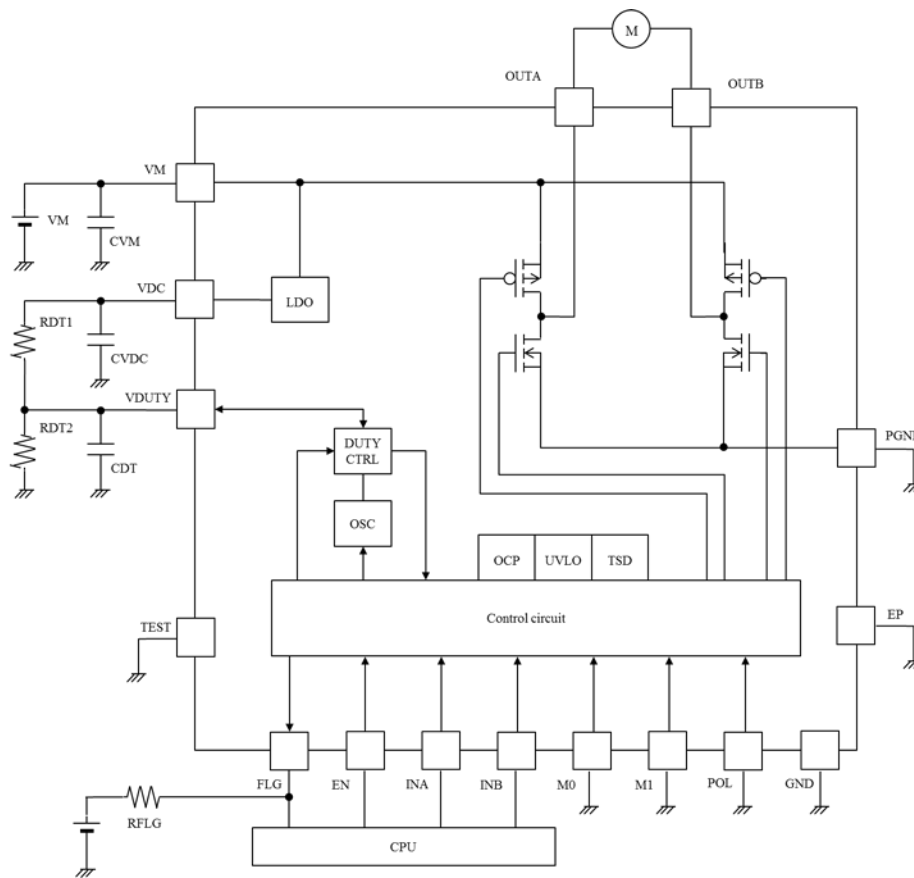 M
OUTA
OUTB
VM
VM
CVM
VDC
LDO
RDT1
CVDC
VDUTY
RDT2
CDT
DUTY
CTRL
PGND
OSC
OCP
UVLO
TSD
Control circuit
TEST
EP
FLG
EN
INA
INB
M0
M1
POL
GND
RFLG
CPU